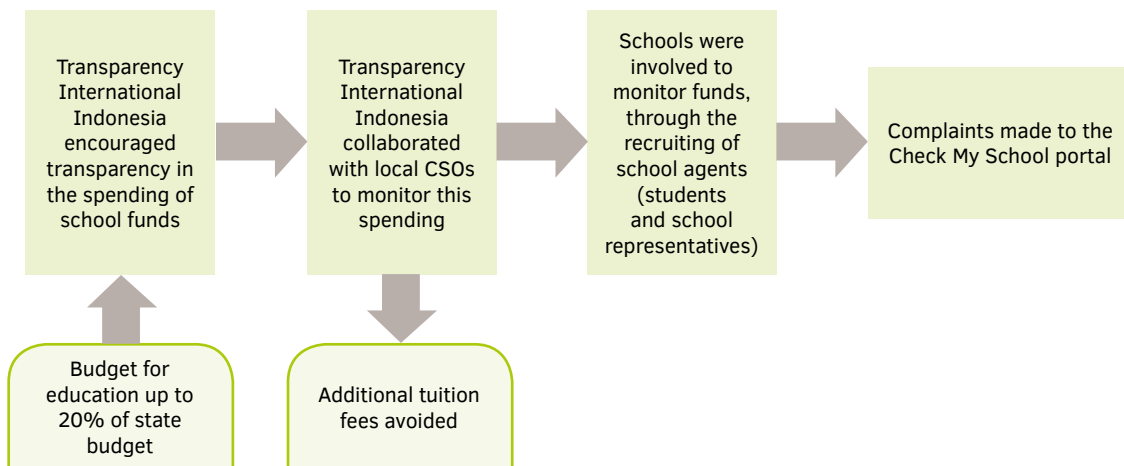 Transparency
International
Indonesia
encouraged
transparency in
the spending of
school funds
Transparency
International
Indonesia
collaborated
with local CSOs
to monitor this
spending
Schools were
involved to
monitor funds,
through the
recruiting of
school agents
(students
and school
representatives)
Complaints made to the
Check My School portal
Budget for
education up to
20% of state
budget
Additional tuition
fees avoided